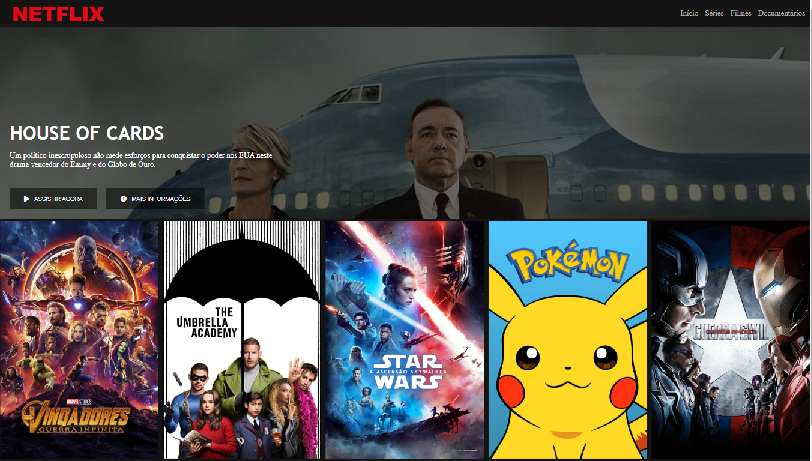 NETFLIX
Início Séries Filmes Documentários
HOUSE OF CARDS
Um político inescrupuloso não mede esforços para conquistar o poder nos EUA neste
drama vencedor do Emmy e do Globo de Ouro.
ASSISTIR AGORA MAIS INFORMAÇÕES
MARVEL STUDIOS
VINGADORES
GUERRA INFINITA
THE
UMBRELLA
ACADEMY
STAR
A ASCENSÃO SKYWALKER
WARS
POKéMON